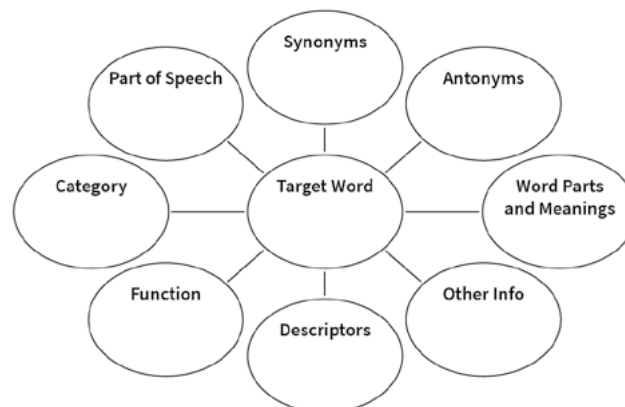 Synonyms
Part of Speech
Antonyms
Category
Target Word
Word Parts
and Meanings
Function
Other Info
Descriptors